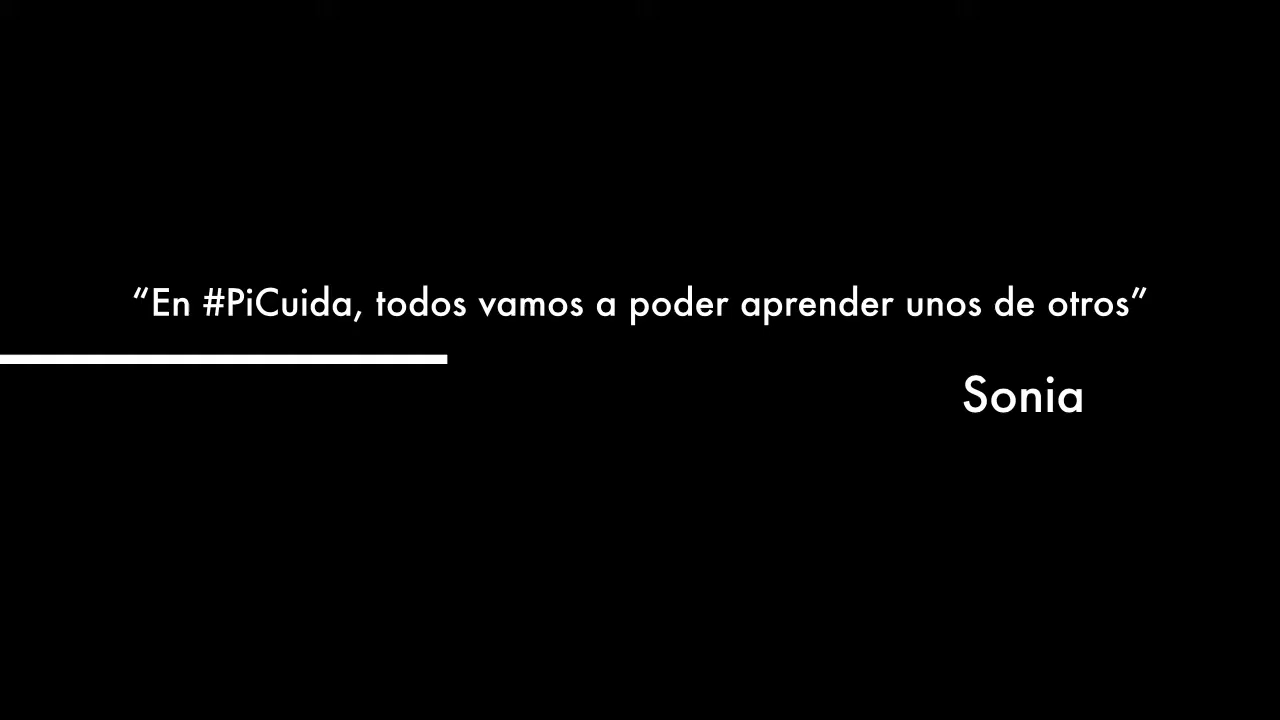 “En #PiCuida, todos vamos a poder aprender unos de otros”
Sonia